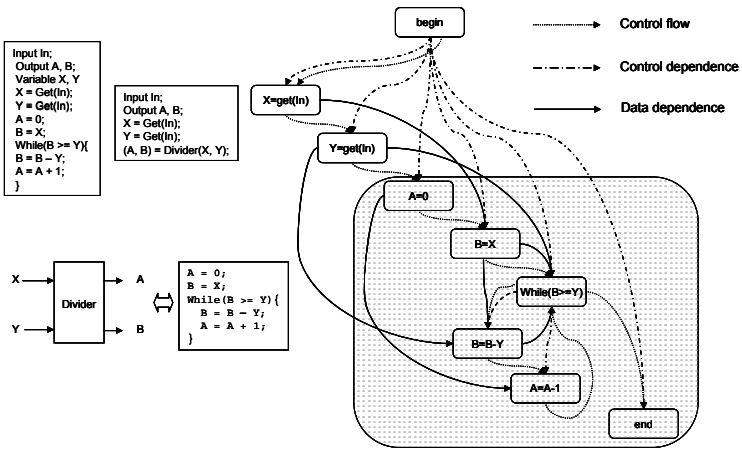 Input In;
Output A, B;
Variable X, Y
X = Get(In);
Y = Get(In);
A = 0;
B = X;
While(B >= Y){
B = B – Y;
A = A + 1;
}
Input In;
Output A, B;
X = Get(In);
Y = Get(In);
(A, B) = Divider(X, Y);
begin
X=get(In)
Y=get(In)
A=0
B=X
While(B>=Y)
B=B-Y
A=A-1
end
Control flow
Control dependence
Data dependence
X
Y
Divider
A
B
A = 0;
B = X;
While(B >= Y){
B = B – Y;
A = A + 1;
}